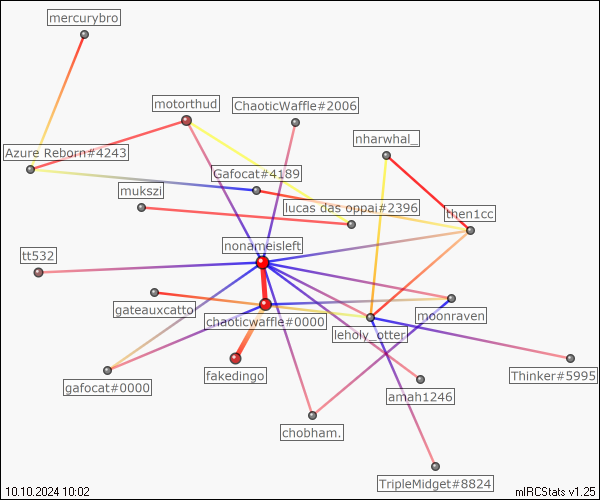 mercurybro
motorthud
ChaoticWaffle#2006
nharwhal_
Azure Reborn#4243
Gafocat#4189
mukszi
lucas das oppai#2396
then1cc
nonameisleft
tt532
gateauxcatto
chaoticwaffle#0000
moonraven
leholy_otter
fakedingo
Thinker#5995
gafocat#0000
amah1246
chobham.
TripleMidget#8824
10.10.2024 10:02
mIRCStats v1.25